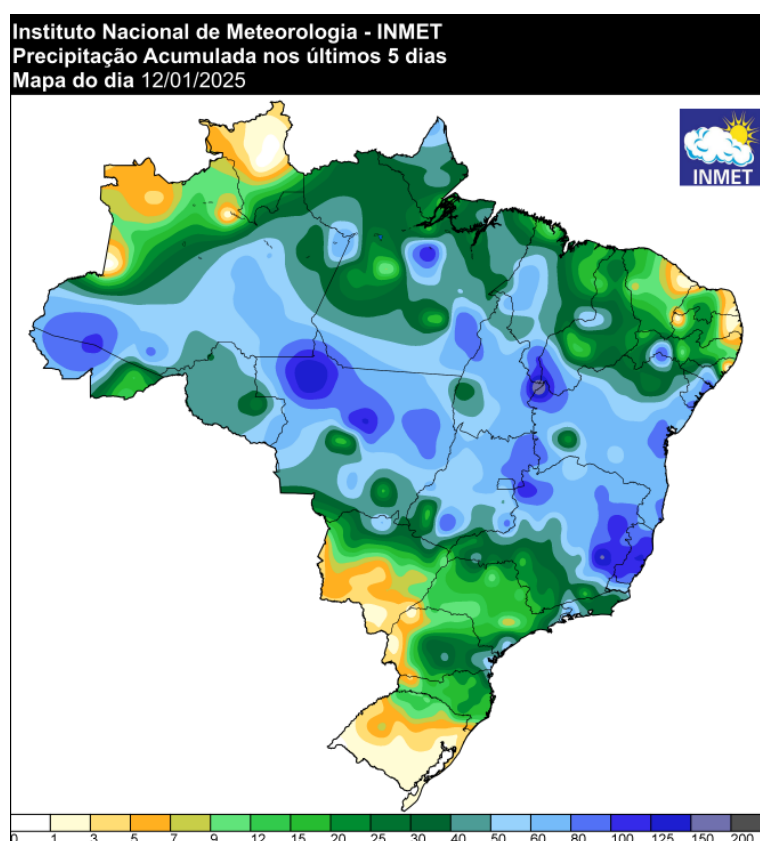 Instituto Nacional de Meteorologia - INMET
Precipitação Acumulada nos últimos 5 dias
Mapa do dia 12/01/2025
INMET
0 1 3 5 7 9 12 15 20 25 30 40 50 60 80 100 125 150 200